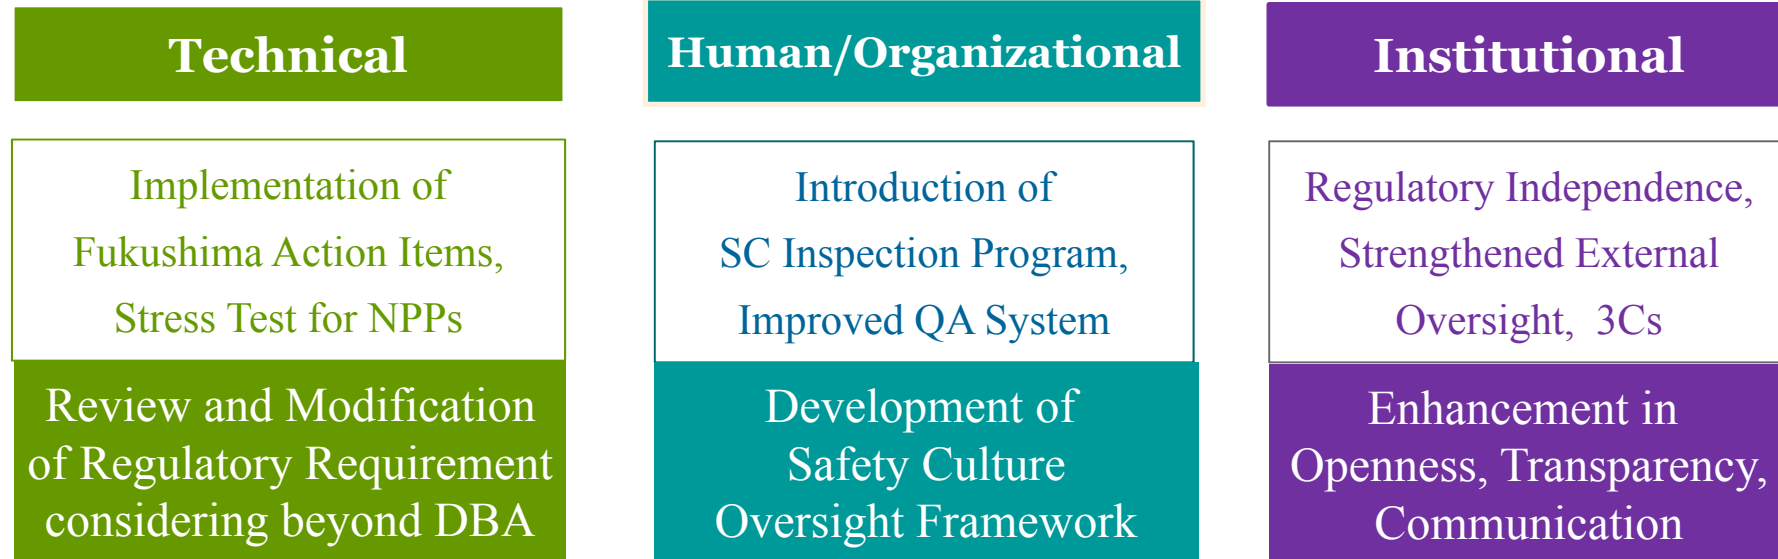 Technical
Implementation of
Fukushima Action Items,
Stress Test for NPPs
Review and Modification
of Regulatory Requirement
considering beyond DBA
Human/Organizational
Introduction of
SC Inspection Program,
Improved QA System
Development of
Safety Culture
Oversight Framework
Institutional
Regulatory Independence,
Strengthened External
Oversight, 3Cs
Enhancement in
Openness, Transparency,
Communication